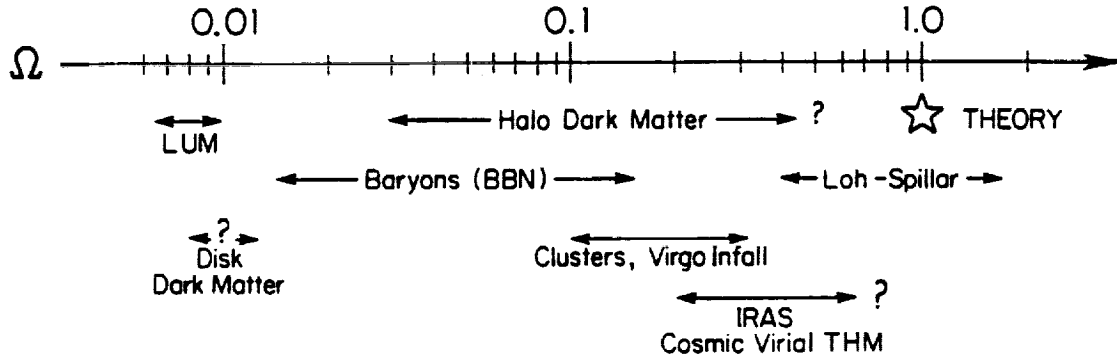 0.01 0.1 1.0
Ω
Halo Dark Matter ? THEORY
LUM
Baryons (BBN) Loh-Spillar
?
Disk
Dark Matter
Clusters, Virgo Infall
?
IRAS
Cosmic Virial THM